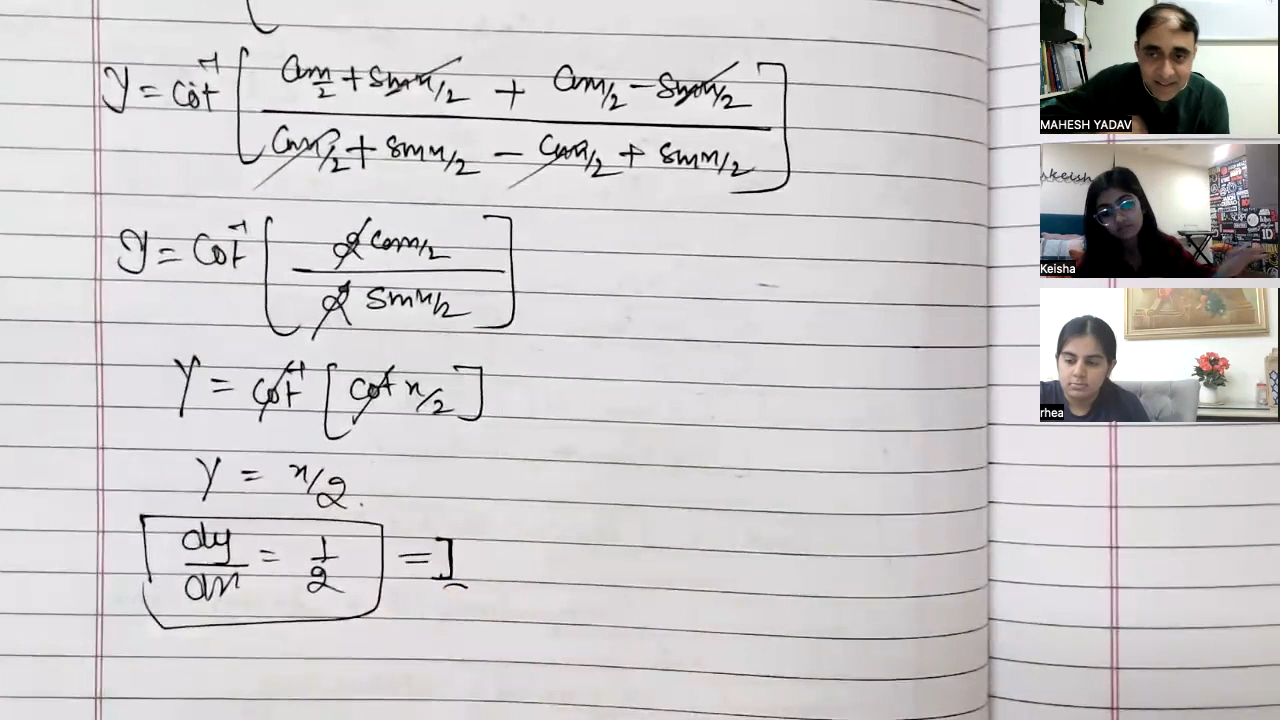 y = cot⁻¹ [ (cos x/2 + sin x/2 + cos x/2 - sin x/2) / (cos x/2 + sin x/2 - cos x/2 + sin x/2) ]
MAHESH YADAV
y = cot⁻¹ [ 2 cos x/2 / 2 sin x/2 ]
Keisha
y = cot⁻¹ [ cot x/2 ]
rhea
y = x/2.
dy/dx = 1/2 =